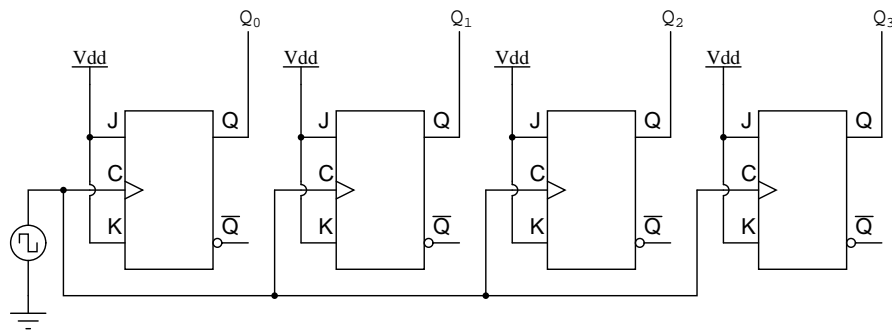 Q0 Q1 Q2 Q3
Vdd Vdd Vdd Vdd
J Q J Q J Q J Q
C C C C
K Q̅ K Q̅ K Q̅ K Q̅